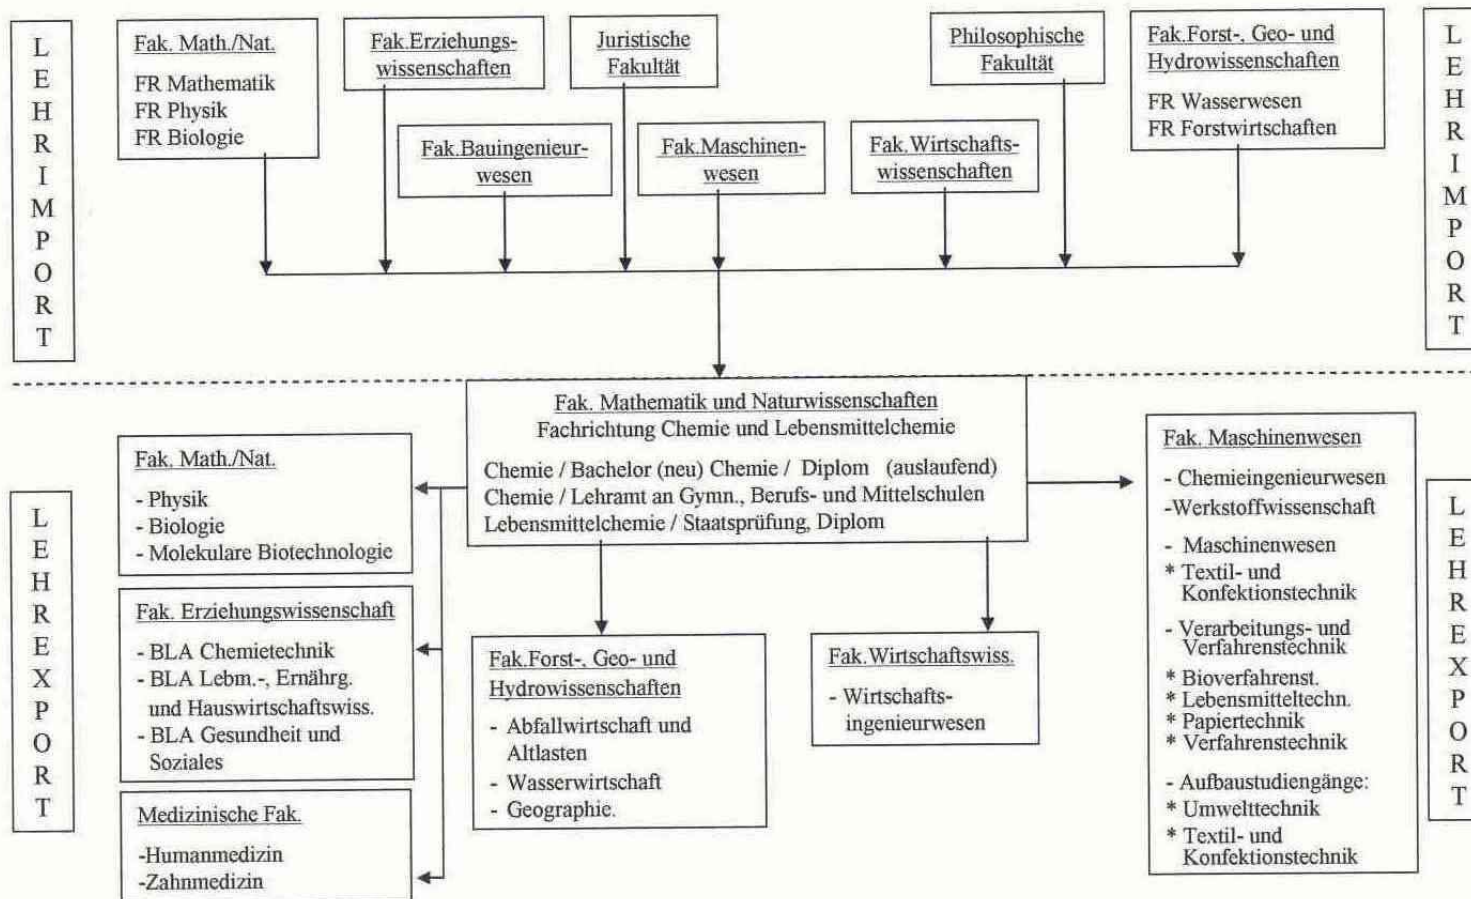 LEHRIMPORT
Fak. Math./Nat.
FR Mathematik
FR Physik
FR Biologie
Fak.Erziehungs-
wissenschaften
Juristische
Fakultät
Philosophische
Fakultät
Fak.Forst-, Geo- und
Hydrowissenschaften
FR Wasserwesen
FR Forstwirtschaften
LEHRIMPORT
Fak.Bauingenieur-
wesen
Fak.Maschinen-
wesen
Fak.Wirtschafts-
wissenschaften
Fak. Mathematik und Naturwissenschaften
Fachrichtung Chemie und Lebensmittelchemie
Chemie / Bachelor (neu) Chemie / Diplom (auslaufend)
Chemie / Lehramt an Gymn., Berufs- und Mittelschulen
Lebensmittelchemie / Staatsprüfung, Diplom
LEHREXPORT
Fak. Math./Nat.
- Physik
- Biologie
- Molekulare Biotechnologie
Fak. Erziehungswissenschaft
- BLA Chemietechnik
- BLA Lebm.-, Ernährg.
und Hauswirtschaftswiss.
- BLA Gesundheit und
Soziales
Medizinische Fak.
-Humanmedizin
-Zahnmedizin
Fak.Forst-, Geo- und
Hydrowissenschaften
- Abfallwirtschaft und
Altlasten
- Wasserwirtschaft
- Geographie.
Fak.Wirtschaftswiss.
- Wirtschafts-
ingenieurwesen
Fak. Maschinenwesen
- Chemieingenieurwesen
-Werkstoffwissenschaft
- Maschinenwesen
* Textil- und
Konfektionstechnik
- Verarbeitungs- und
Verfahrenstechnik
* Bioverfahrenst.
* Lebensmitteltechn.
* Papiertechnik
* Verfahrenstechnik
- Aufbaustudiengänge:
* Umwelttechnik
* Textil- und
Konfektionstechnik
LEHREXPORT